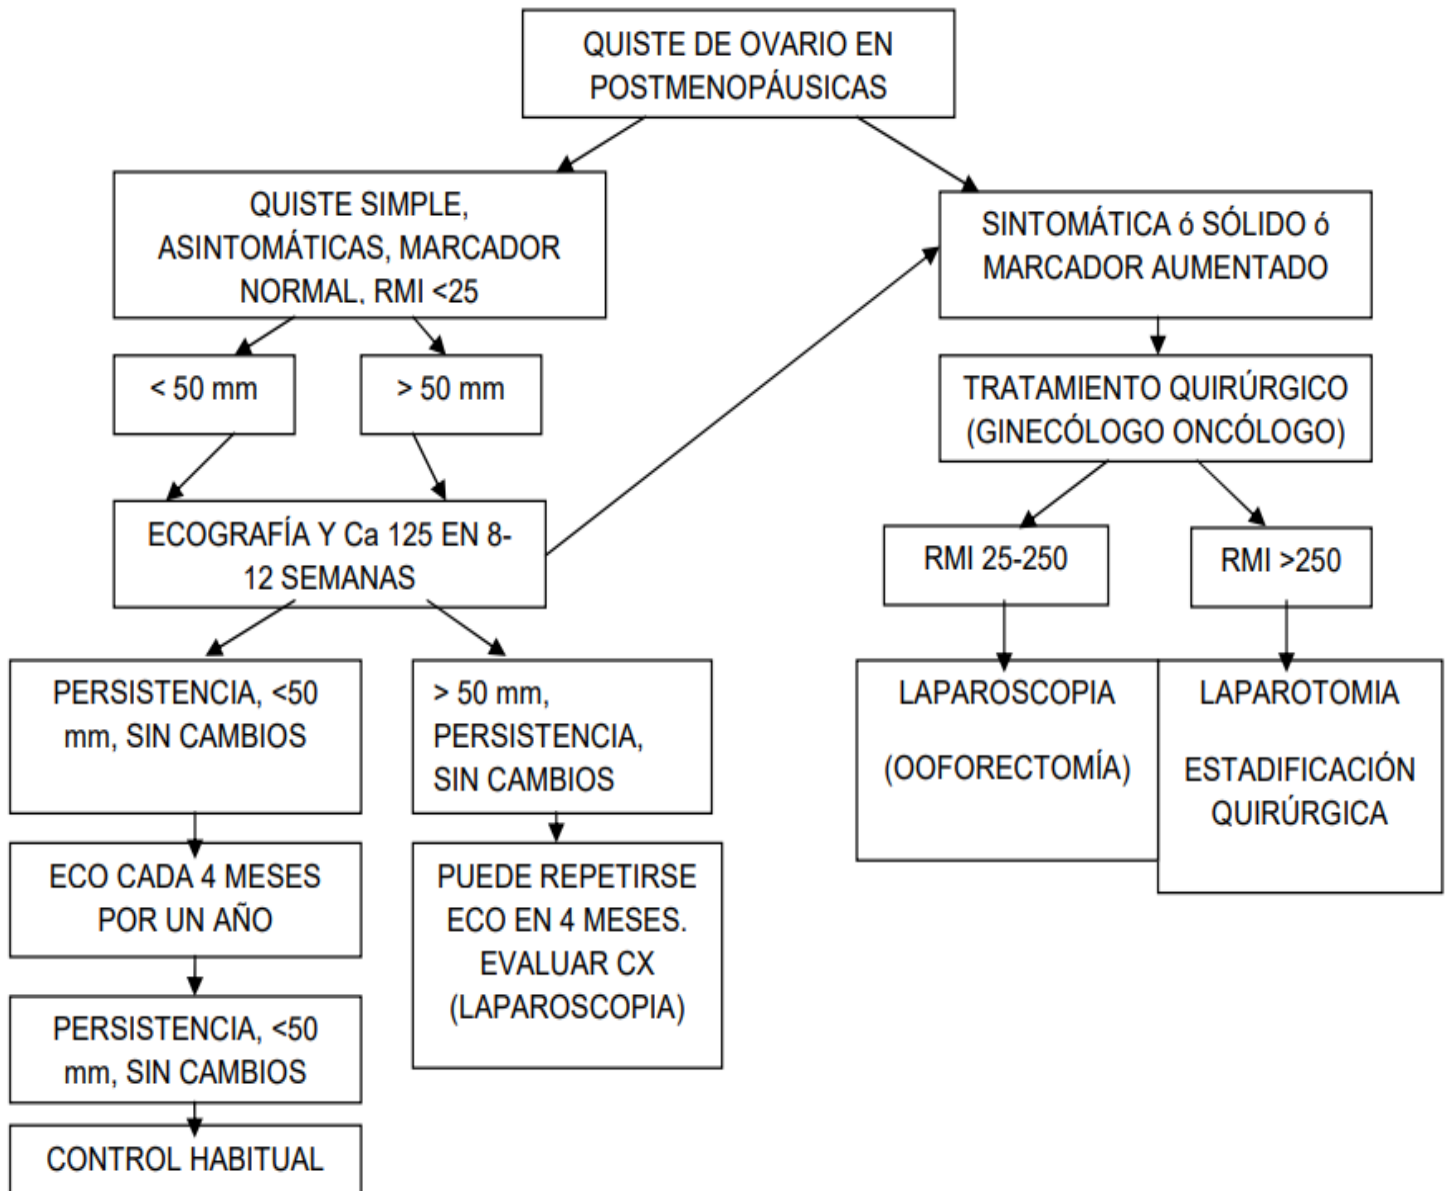 QUISTE DE OVARIO EN
POSTMENOPÁUSICAS
QUISTE SIMPLE,
ASINTOMÁTICAS, MARCADOR
NORMAL, RMI <25
SINTOMÁTICA ó SÓLIDO ó
MARCADOR AUMENTADO
< 50 mm
> 50 mm
TRATAMIENTO QUIRÚRGICO
(GINECÓLOGO ONCÓLOGO)
ECOGRAFÍA Y Ca 125 EN 8-
12 SEMANAS
RMI 25-250
RMI >250
PERSISTENCIA, <50
mm, SIN CAMBIOS
> 50 mm,
PERSISTENCIA,
SIN CAMBIOS
LAPAROSCOPIA
(OOFORECTOMÍA)
LAPAROTOMIA
ESTADIFICACIÓN
QUIRÚRGICA
ECO CADA 4 MESES
POR UN AÑO
PUEDE REPETIRSE
ECO EN 4 MESES.
EVALUAR CX
(LAPAROSCOPIA)
PERSISTENCIA, <50
mm, SIN CAMBIOS
CONTROL HABITUAL